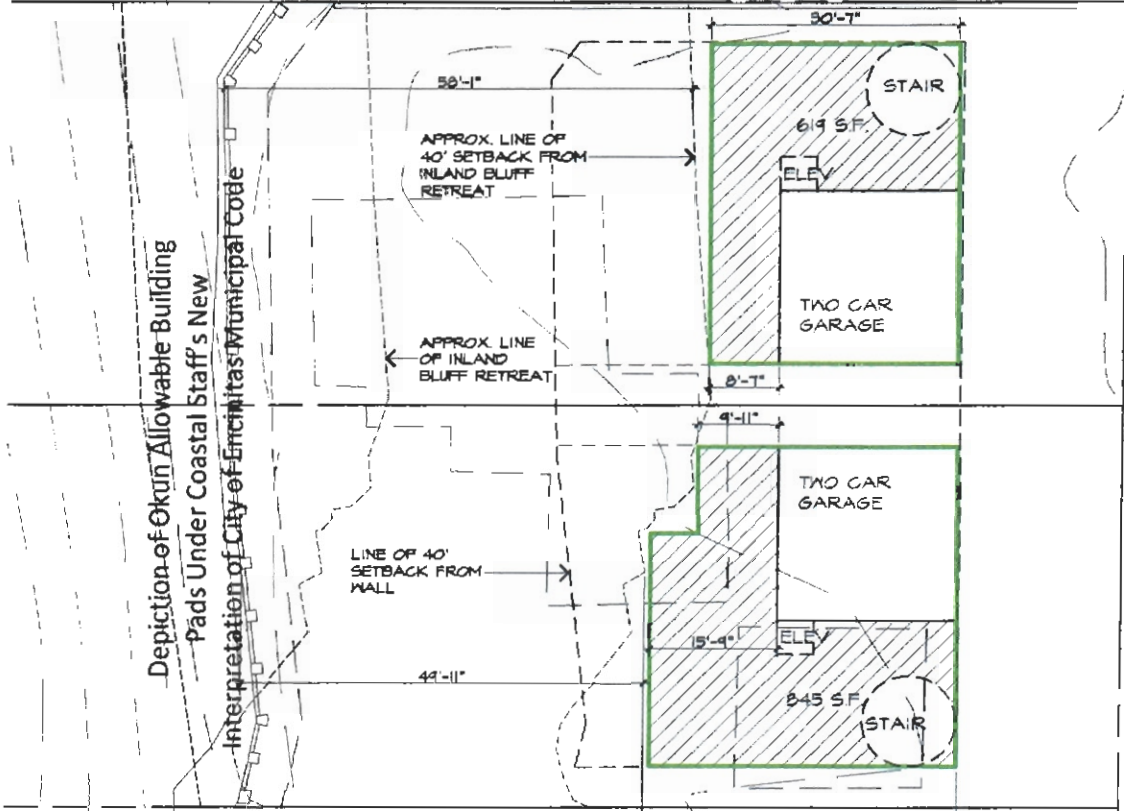 Depiction of Okun Allowable Building
Pads Under Coastal Staff's New
Interpretation of City of Encinitas Municipal Code
30'-7"
STAIR
619 S.F.
58'-1"
APPROX. LINE OF
40' SETBACK FROM
INLAND BLUFF
RETREAT
ELEV
TWO CAR
GARAGE
APPROX. LINE
OF INLAND
BLUFF RETREAT
8'-7"
9'-11"
TWO CAR
GARAGE
LINE OF 40'
SETBACK FROM
WALL
15'-9"
ELEV
49'-11"
845 S.F.
STAIR